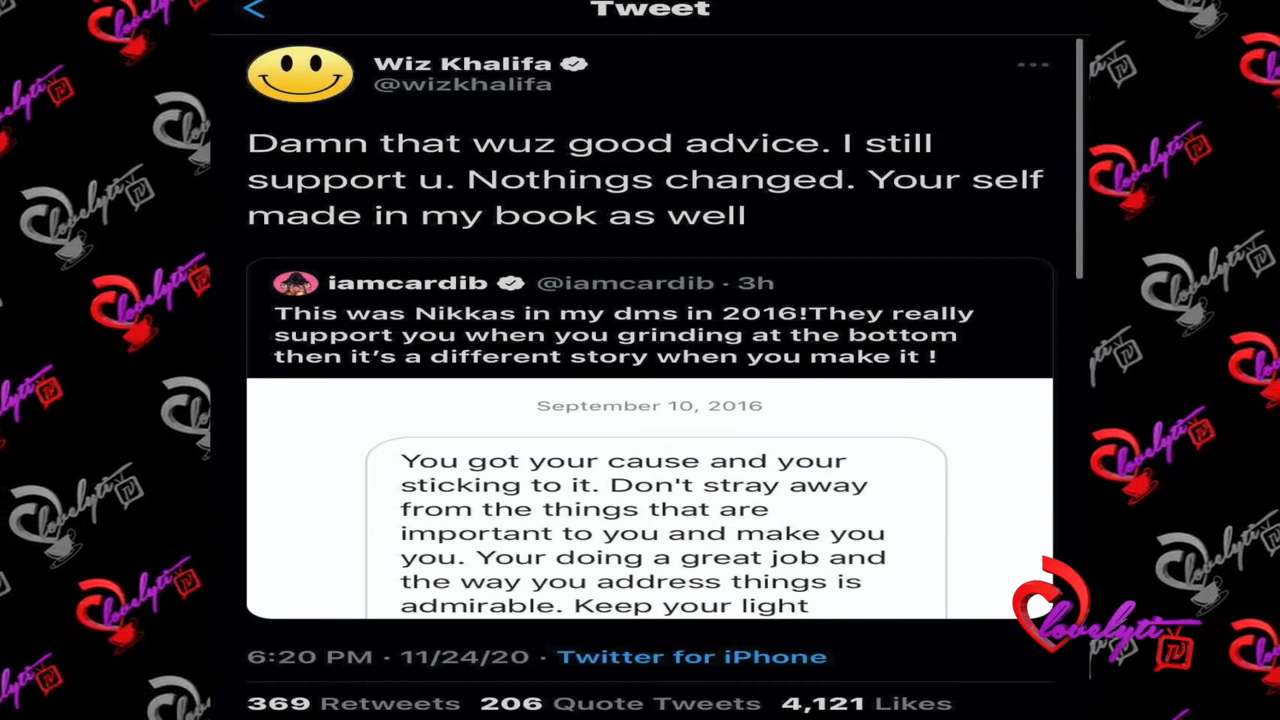 Tweet
Wiz Khalifa
@wizkhalifa
Damn that wuz good advice. I still
support u. Nothings changed. Your self
made in my book as well
iamcardib @iamcardib · 3h
This was Nikkas in my dms in 2016!They really
support you when you grinding at the bottom
then it’s a different story when you make it !
September 10, 2016
You got your cause and your
sticking to it. Don't stray away
from the things that are
important to you and make you
you. Your doing a great job and
the way you address things is
admirable. Keep your light
6:20 PM · 11/24/20 · Twitter for iPhone
369 Retweets 206 Quote Tweets 4,121 Likes
lovelyti TV